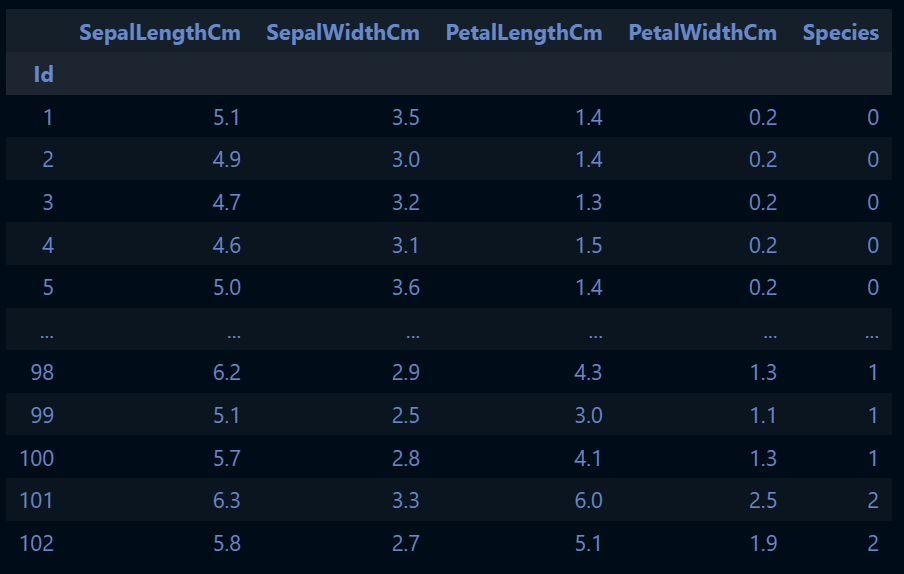 SepalLengthCm SepalWidthCm PetalLengthCm PetalWidthCm Species
Id
1 5.1 3.5 1.4 0.2 0
2 4.9 3.0 1.4 0.2 0
3 4.7 3.2 1.3 0.2 0
4 4.6 3.1 1.5 0.2 0
5 5.0 3.6 1.4 0.2 0
... ... ... ... ... ...
98 6.2 2.9 4.3 1.3 1
99 5.1 2.5 3.0 1.1 1
100 5.7 2.8 4.1 1.3 1
101 6.3 3.3 6.0 2.5 2
102 5.8 2.7 5.1 1.9 2